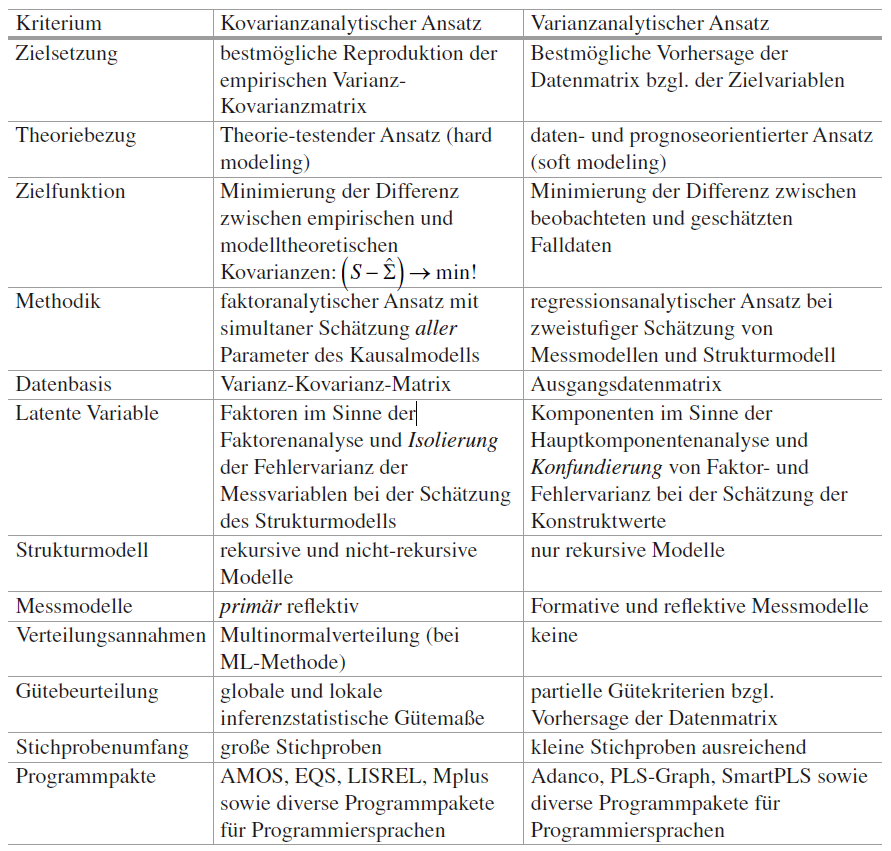 Kriterium Kovarianzanalytischer Ansatz Varianzanalytischer Ansatz
Zielsetzung bestmögliche Reproduktion der Bestmögliche Vorhersage der
empirischen Varianz- Datenmatrix bzgl. der Zielvariablen
Kovarianzmatrix
Theoriebezug Theorie-testender Ansatz (hard daten- und prognoseorientierter Ansatz
modeling) (soft modeling)
Zielfunktion Minimierung der Differenz Minimierung der Differenz zwischen
zwischen empirischen und beobachteten und geschätzten
modelltheoretischen Falldaten
Kovarianzen: (S − Σ̂) → min!
Methodik faktoranalytischer Ansatz mit regressionsanalytischer Ansatz bei
simultaner Schätzung aller zweistufiger Schätzung von
Parameter des Kausalmodells Messmodellen und Strukturmodell
Datenbasis Varianz-Kovarianz-Matrix Ausgangsdatenmatrix
Latente Variable Faktoren im Sinne der Komponenten im Sinne der
Faktorenanalyse und Isolierung Hauptkomponentenanalyse und
der Fehlervarianz der Konfundierung von Faktor- und
Messvariablen bei der Schätzung Fehlervarianz bei der Schätzung der
des Strukturmodells Konstruktwerte
Strukturmodell rekursive und nicht-rekursive nur rekursive Modelle
Modelle
Messmodelle primär reflektiv Formative und reflektive Messmodelle
Verteilungsannahmen Multinormalverteilung (bei keine
ML-Methode)
Gütebeurteilung globale und lokale partielle Gütekriterien bzgl.
inferenzstatistische Gütemaße Vorhersage der Datenmatrix
Stichprobenumfang große Stichproben kleine Stichproben ausreichend
Programmpakte AMOS, EQS, LISREL, Mplus Adanco, PLS-Graph, SmartPLS sowie
sowie diverse Programmpakete diverse Programmpakete für
für Programmiersprachen Programmiersprachen